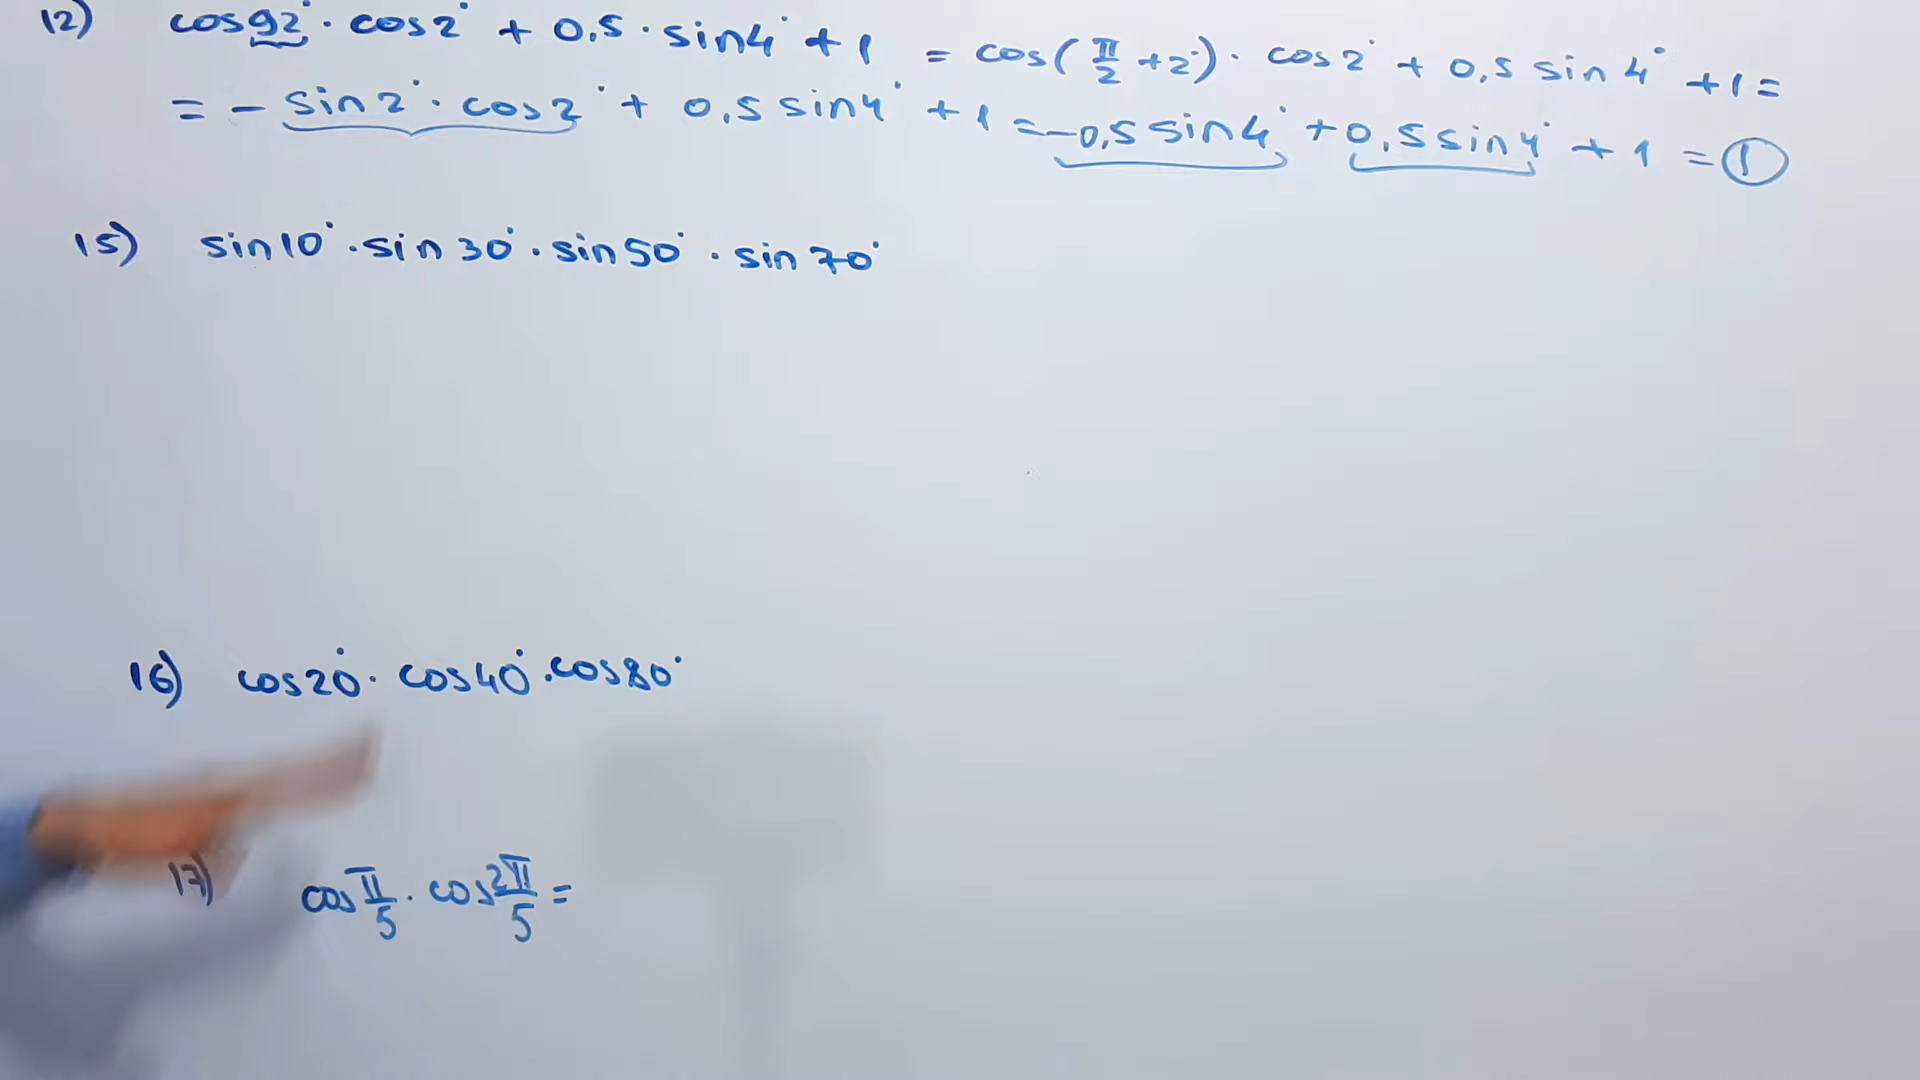 12) cos92° · cos2° + 0.5 · sin4° + 1 = cos(π/2 + 2°) · cos2° + 0,5 sin4° + 1 =
= - sin2° · cos2° + 0,5 sin4° + 1 = -0,5 sin4° + 0,5 sin4° + 1 = 1
15) sin10° · sin30° · sin50° · sin70°
16) cos20° · cos40° · cos80°
17) cos π/5 · cos 2π/5 =